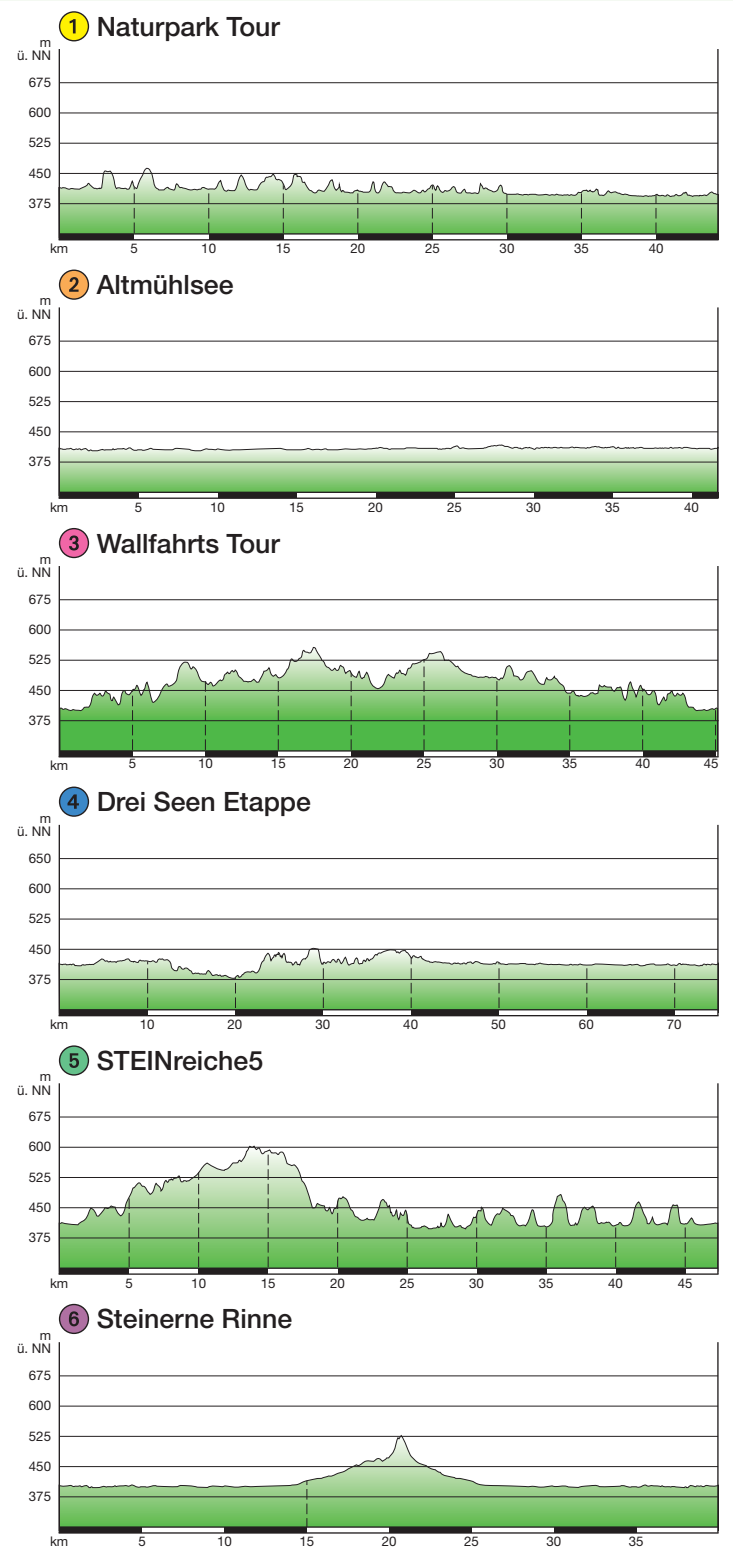 1 Naturpark Tour
m
ü. NN
675
600
525
450
375
km 5 10 15 20 25 30 35 40
2 Altmühlsee
m
ü. NN
675
600
525
450
375
km 5 10 15 20 25 30 35 40
3 Wallfahrts Tour
m
ü. NN
675
600
525
450
375
km 5 10 15 20 25 30 35 40 45
4 Drei Seen Etappe
m
ü. NN
650
600
525
450
375
km 10 20 30 40 50 60 70
5 STEINreiche5
m
ü. NN
675
600
525
450
375
km 5 10 15 20 25 30 35 40 45
6 Steinerne Rinne
m
ü. NN
675
600
525
450
375
km 5 10 15 20 25 30 35